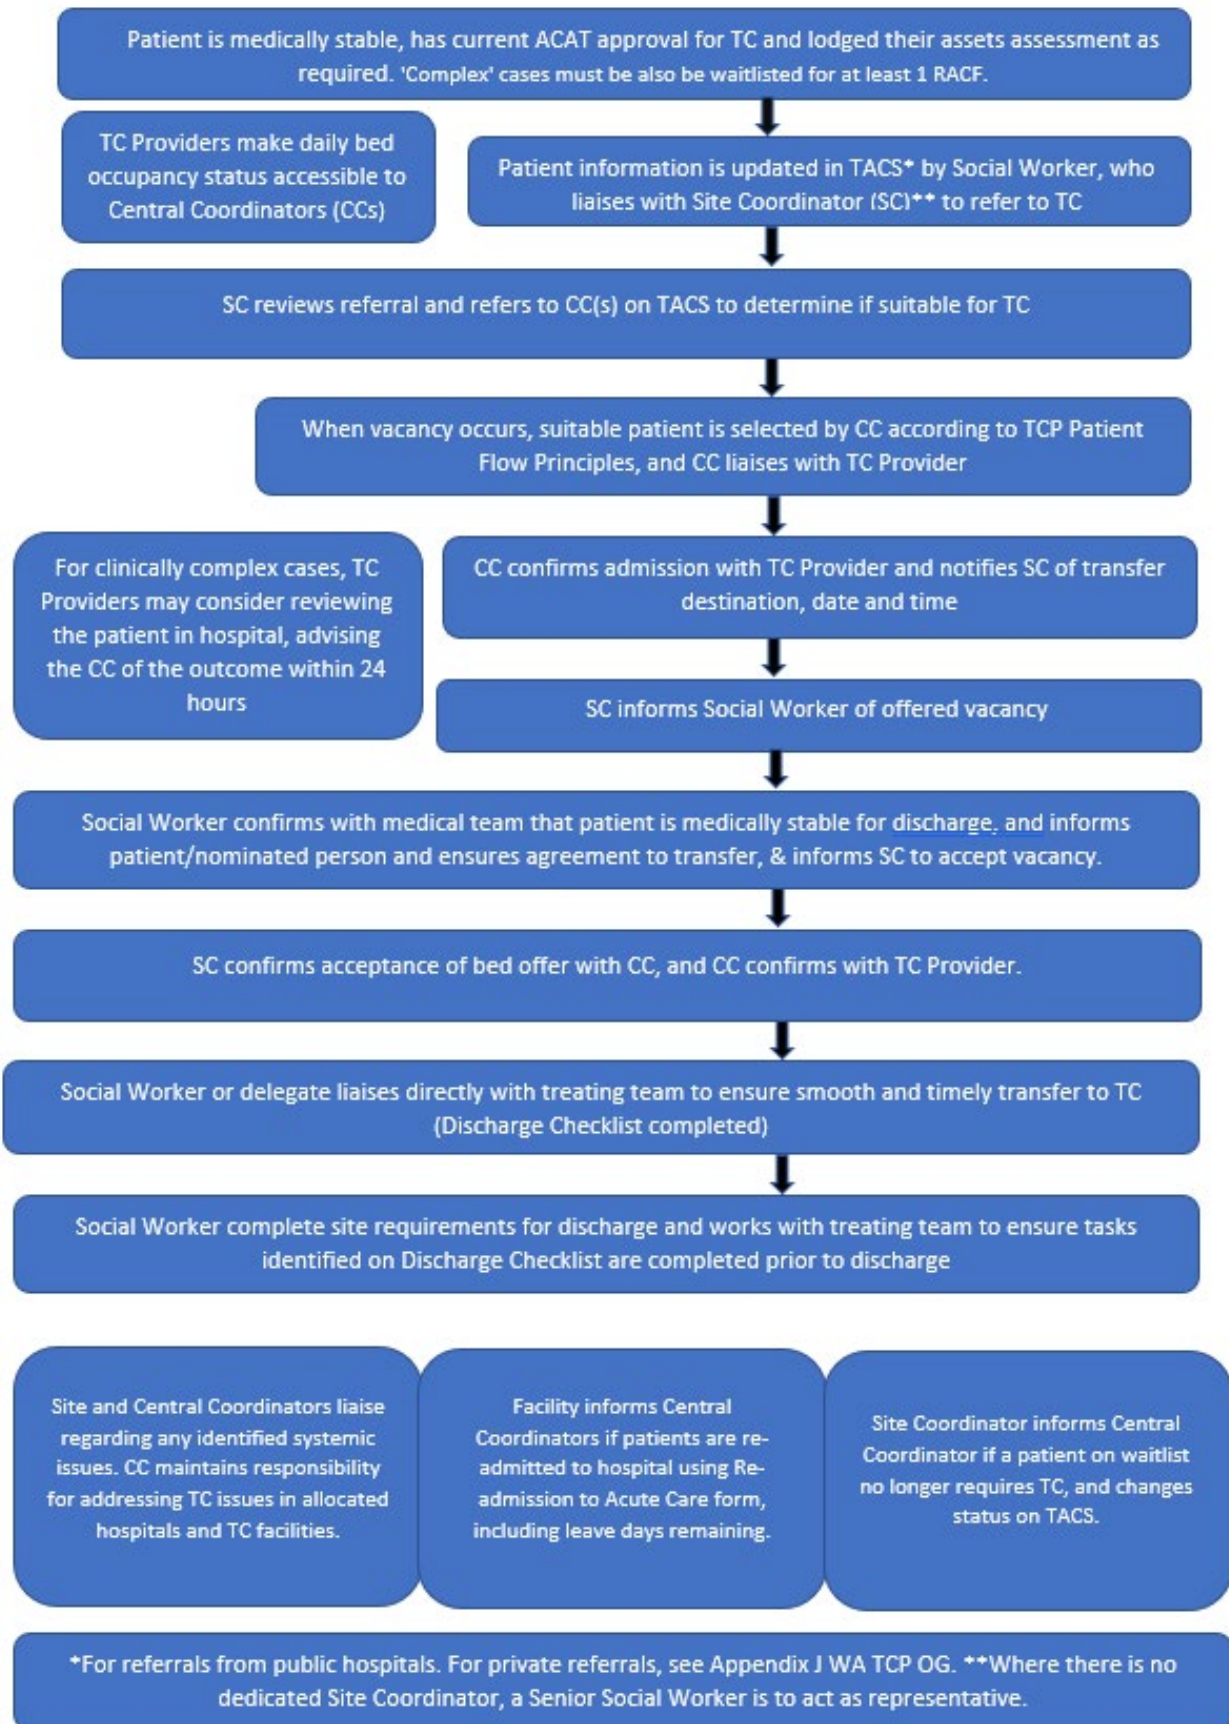 Patient is medically stable, has current ACAT approval for TC and lodged their assets assessment as
required. 'Complex' cases must be also be waitlisted for at least 1 RACF.
TC Providers make daily bed
occupancy status accessible to
Central Coordinators (CCs)
Patient information is updated in TACS* by Social Worker, who
liaises with Site Coordinator (SC)** to refer to TC
SC reviews referral and refers to CC(s) on TACS to determine if suitable for TC
When vacancy occurs, suitable patient is selected by CC according to TCP Patient
Flow Principles, and CC liaises with TC Provider
For clinically complex cases, TC
Providers may consider reviewing
the patient in hospital, advising
the CC of the outcome within 24
hours
CC confirms admission with TC Provider and notifies SC of transfer
destination, date and time
SC informs Social Worker of offered vacancy
Social Worker confirms with medical team that patient is medically stable for discharge, and informs
patient/nominated person and ensures agreement to transfer, & informs SC to accept vacancy.
SC confirms acceptance of bed offer with CC, and CC confirms with TC Provider.
Social Worker or delegate liaises directly with treating team to ensure smooth and timely transfer to TC
(Discharge Checklist completed)
Social Worker complete site requirements for discharge and works with treating team to ensure tasks
identified on Discharge Checklist are completed prior to discharge
Site and Central Coordinators liaise
regarding any identified systemic
issues. CC maintains responsibility
for addressing TC issues in allocated
hospitals and TC facilities.
Facility informs Central
Coordinators if patients are re-
admitted to hospital using Re-
admission to Acute Care form,
including leave days remaining.
Site Coordinator informs Central
Coordinator if a patient on waitlist
no longer requires TC, and changes
status on TACS.
*For referrals from public hospitals. For private referrals, see Appendix J WA TCP OG. **Where there is no
dedicated Site Coordinator, a Senior Social Worker is to act as representative.